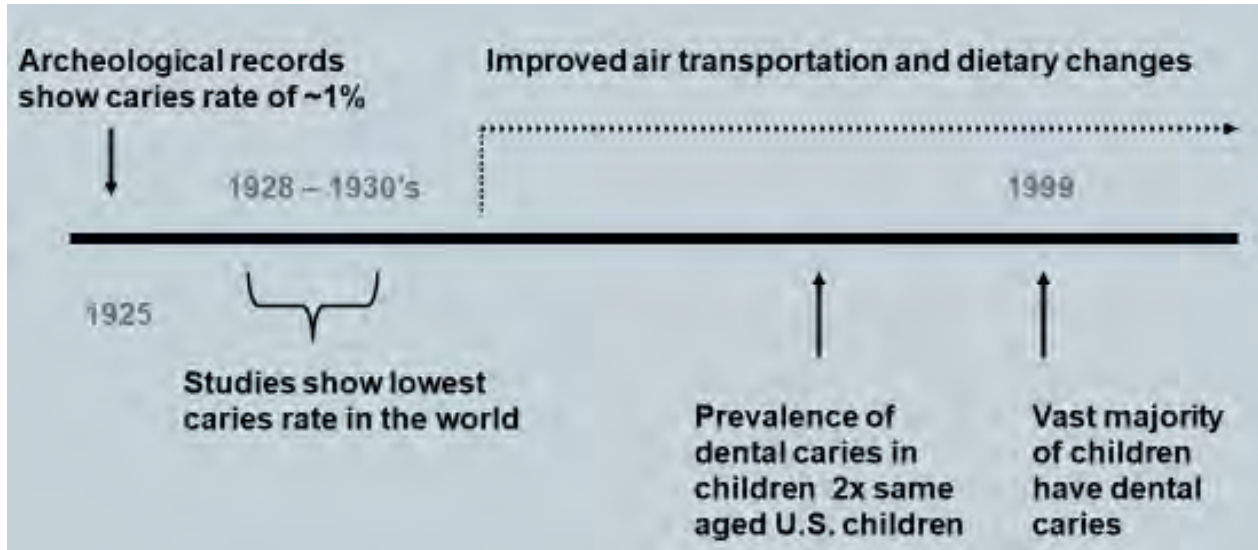 Archeological records
show caries rate of ~1%
Improved air transportation and dietary changes
1928 – 1930's
1999
1925
Studies show lowest
caries rate in the world
Prevalence of
dental caries in
children 2x same
aged U.S. children
Vast majority
of children
have dental
caries